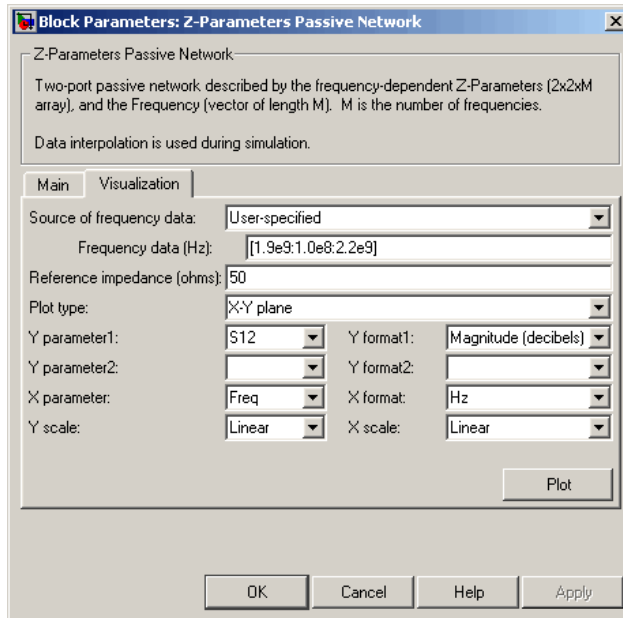 Block Parameters: Z-Parameters Passive Network
Z-Parameters Passive Network
Two-port passive network described by the frequency-dependent Z-Parameters (2x2xM
array), and the Frequency (vector of length M). M is the number of frequencies.
Data interpolation is used during simulation.
Main Visualization
Source of frequency data: User-specified
Frequency data (Hz): [1.9e9:1.0e8:2.2e9]
Reference impedance (ohms): 50
Plot type: X-Y plane
Y parameter1: S12 Y format1: Magnitude (decibels)
Y parameter2: Y format2:
X parameter: Freq X format: Hz
Y scale: Linear X scale: Linear
Plot
OK Cancel Help Apply